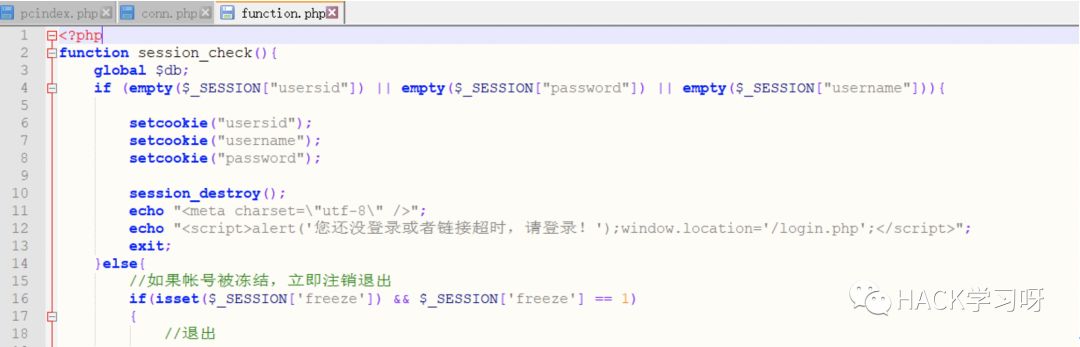 pcindex.php conn.php function.php
1 <?php
2 function session_check(){
3 global $db;
4 if (empty($_SESSION["usersid"]) || empty($_SESSION["password"]) || empty($_SESSION["username"])){
5
6 setcookie("usersid");
7 setcookie("username");
8 setcookie("password");
9
10 session_destroy();
11 echo "<meta charset=\"utf-8\" />";
12 echo "<script>alert('您还没登录或者链接超时，请登录！');window.location='/login.php';</script>";
13 exit;
14 }else{
15 //如果帐号被冻结，立即注销退出
16 if(isset($_SESSION['freeze']) && $_SESSION['freeze'] == 1)
17 {
18 //退出
HACK学习呀